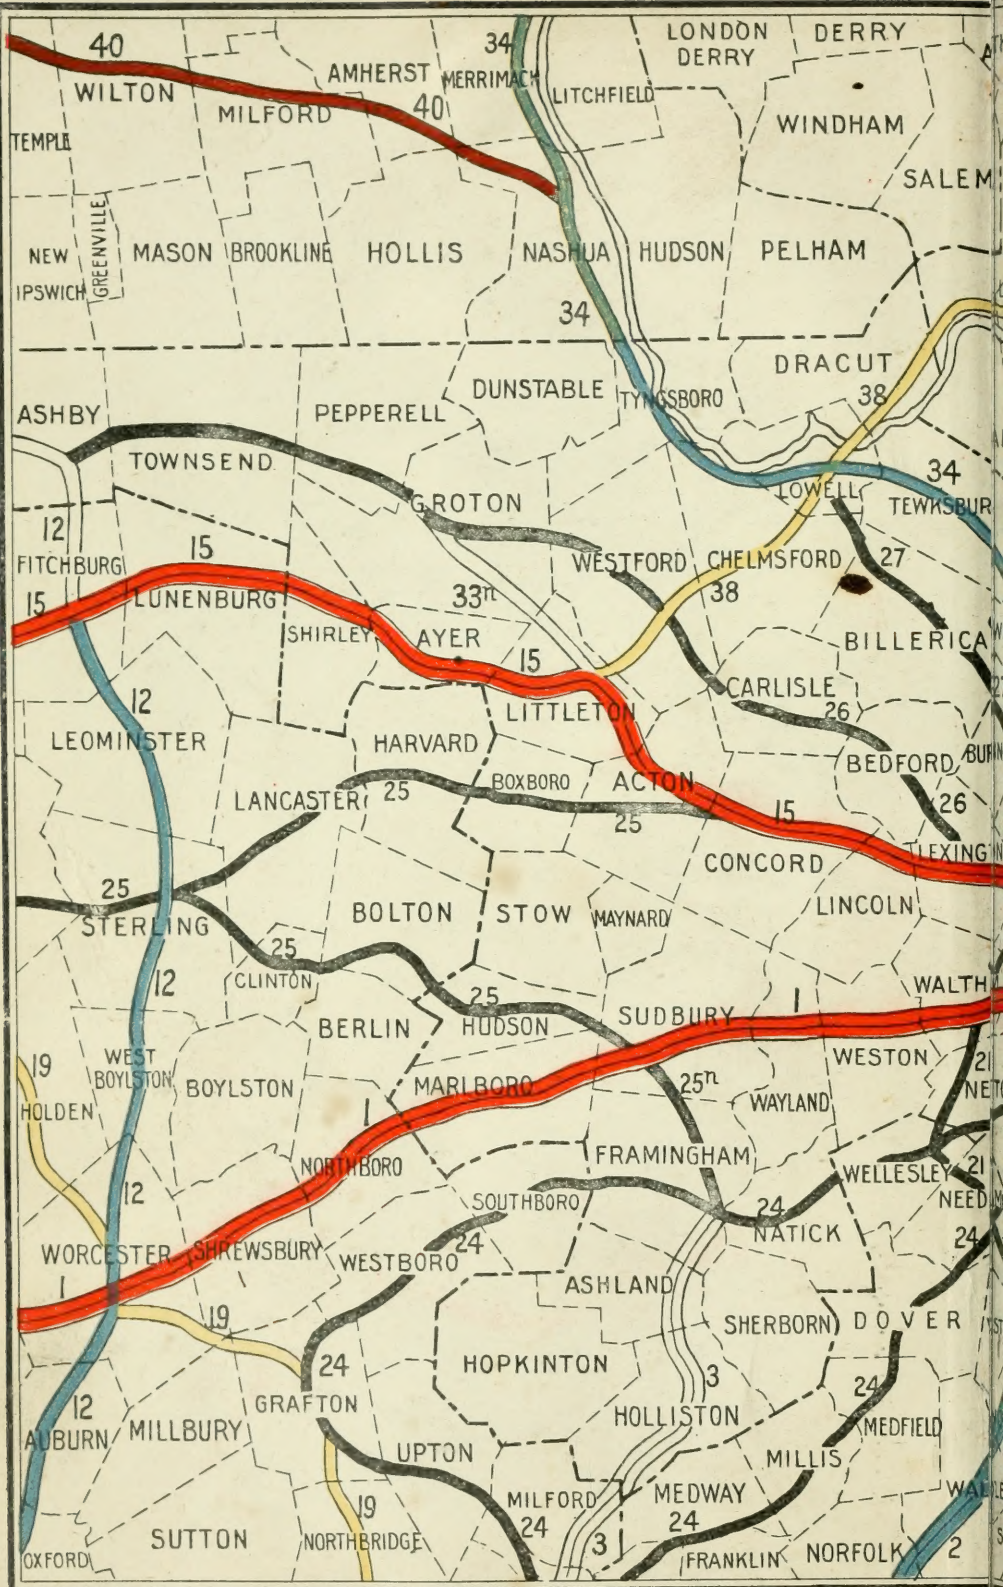 LONDON
DERRY
DERRY
34
40
AMHERST
MERRIMACK
WILTON
LITCHFIELD
40
MILFORD
WINDHAM
TEMPLE
SALEM
GREENVILLE
NEW
IPSWICH
MASON
BROOKLINE
HOLLIS
NASHUA
HUDSON
PELHAM
34
DRACUT
DUNSTABLE
TYNGSBORO
38
ASHBY
PEPPERELL
TOWNSEND
34
LOWELL
GROTON
TEWKSBUR
12
15
FITCHBURG
WESTFORD
CHELMSFORD
27
15
LUNENBURG
33n
38
SHIRLEY
AYER
BILLERICA
15
CARLISLE
12
LITTLETON
26
LEOMINSTER
HARVARD
BEDFORD
BUR
BOXBORO
ACTON
LANCASTER
25
26
25
15
CONCORD
LEXING
25
STERLING
BOLTON
STOW
MAYNARD
LINCOLN
25
CLINTON
12
WALTH
25
HUDSON
SUDBURY
1
BERLIN
WESTON
21
19
WEST
BOYLSTON
BOYLSTON
MARLBORO
25n
HOLDEN
WAYLAND
1
NORTHBORO
FRAMINGHAM
WELLESLEY
21
12
SOUTHBORO
NEED
24
NATICK
WORCESTER
SHREWSBURY
WESTBORO
24
24
1
ASHLAND
19
SHERBORN
DOVER
24
HOPKINTON
3
24
12
GRAFTON
HOLLISTON
AUBURN
MILLBURY
MEDFIELD
UPTON
MILLIS
MILFORD
MEDWAY
WAL
19
24
24
SUTTON
NORTHBRIDGE
3
OXFORD
FRANKLIN
NORFOLK
2